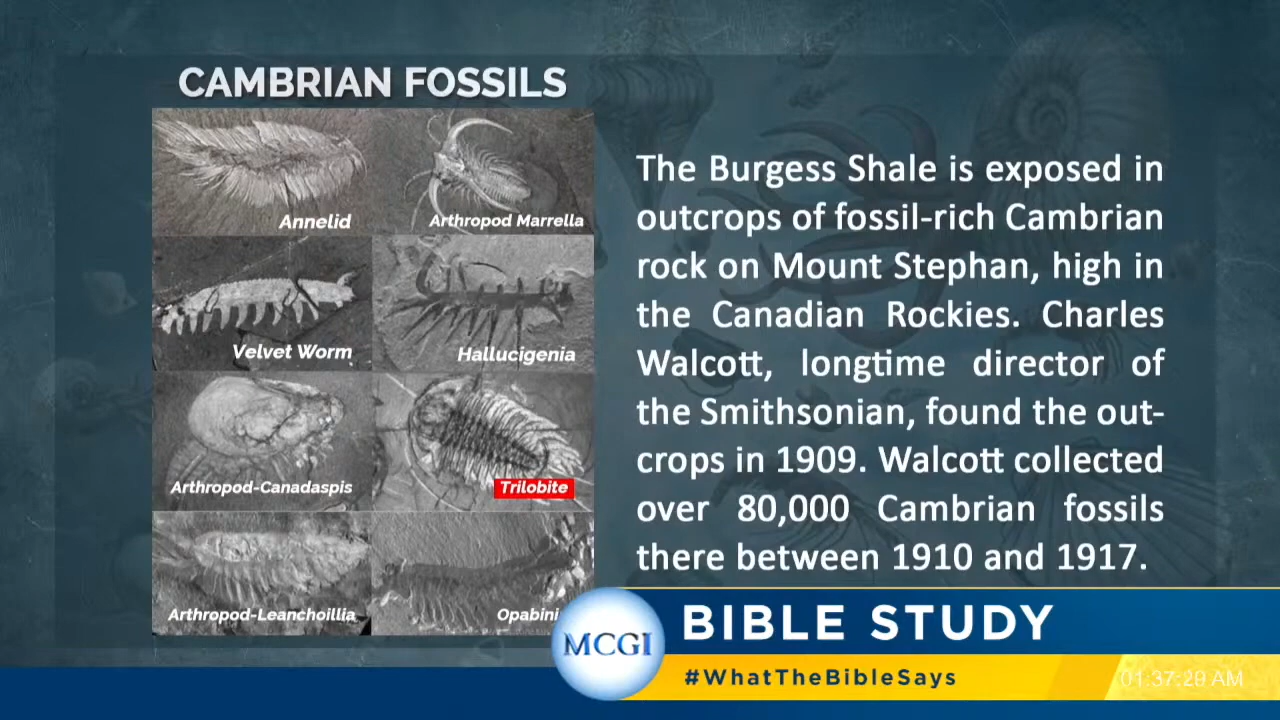 CAMBRIAN FOSSILS
Annelid
Arthropod Marrella
Velvet Worm
Hallucigenia
Arthropod-Canadaspis
Trilobite
Arthropod-Leanchoillia
Opabini
The Burgess Shale is exposed in
outcrops of fossil-rich Cambrian
rock on Mount Stephan, high in
the Canadian Rockies. Charles
Walcott, longtime director of
the Smithsonian, found the out-
crops in 1909. Walcott collected
over 80,000 Cambrian fossils
there between 1910 and 1917.
MCGI
BIBLE STUDY
#WhatTheBibleSays
01:37:29 AM